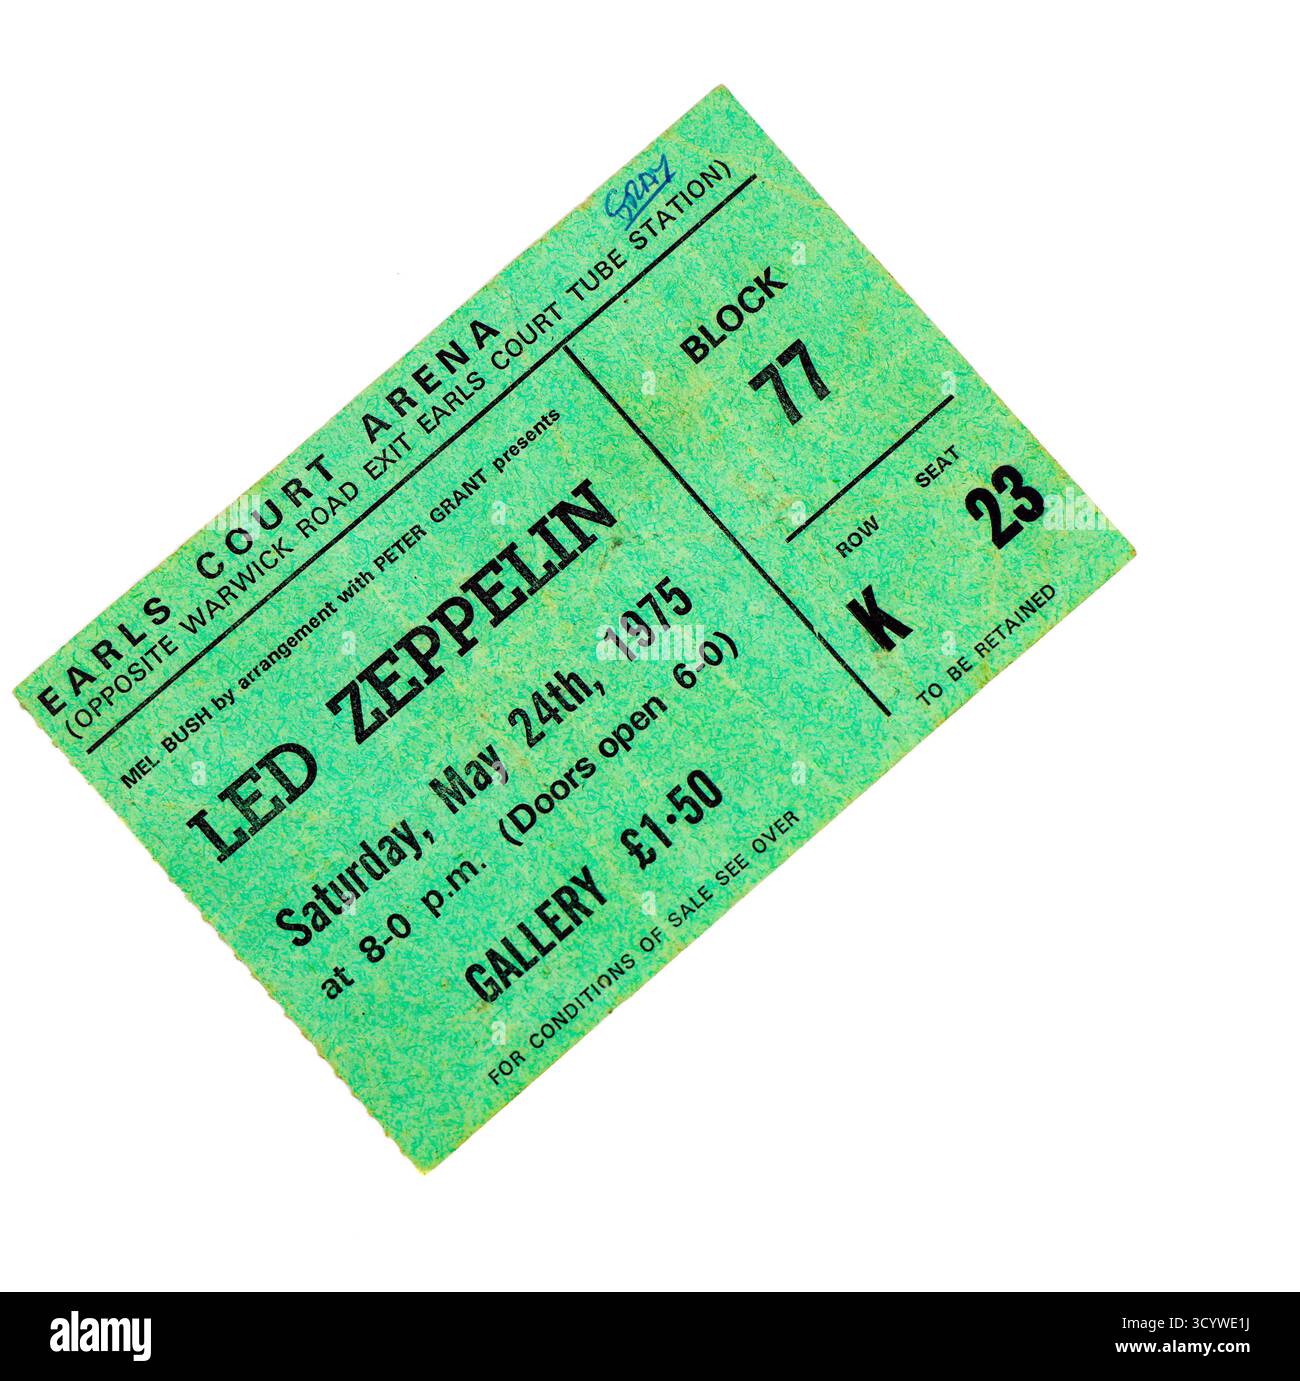 GRAY
EARLS COURT ARENA
(OPPOSITE WARWICK ROAD EXIT EARLS COURT TUBE STATION)
MEL BUSH by arrangement with PETER GRANT presents
LED ZEPPELIN
Saturday, May 24th, 1975
at 8-0 p.m. (Doors open 6-0)
GALLERY £1·50
FOR CONDITIONS OF SALE SEE OVER
BLOCK
77
ROW
SEAT
K
23
TO BE RETAINED
alamy
a
alamy
Image ID: 3CYWE1J
www.alamy.com